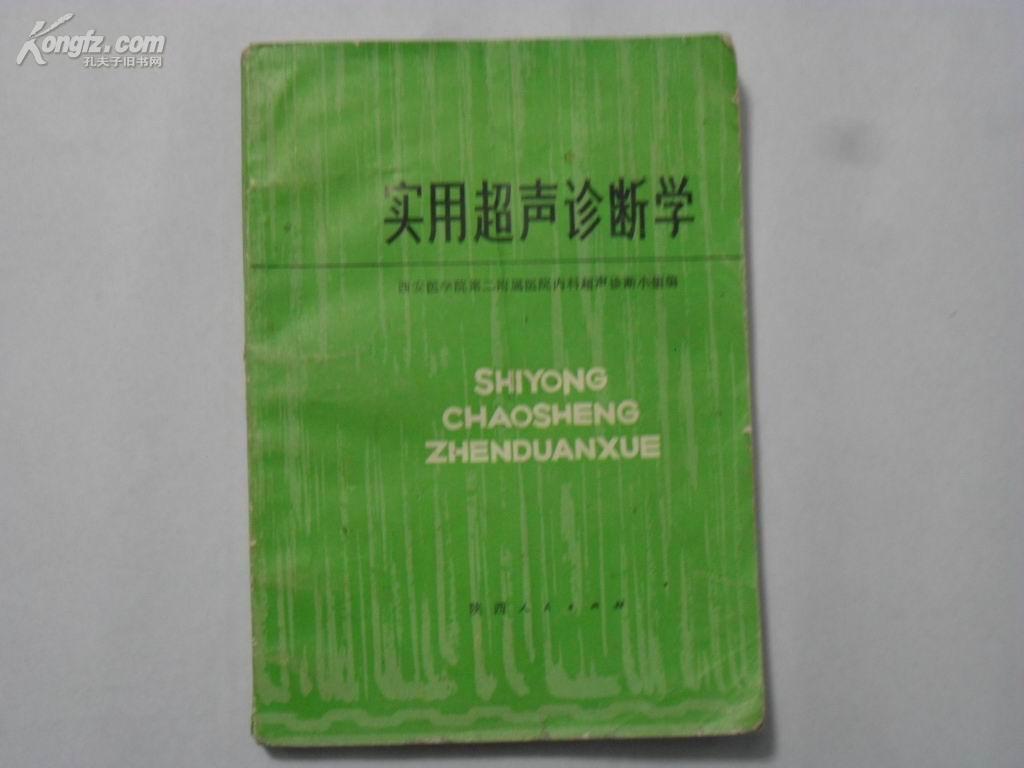 Kongfz.com
孔夫子旧书网
实用超声诊断学
西安医学院第二附属医院内科超声诊断小组编
SHIYONG
CHAOSHENG
ZHENDUANXUE
陕西人民出版社